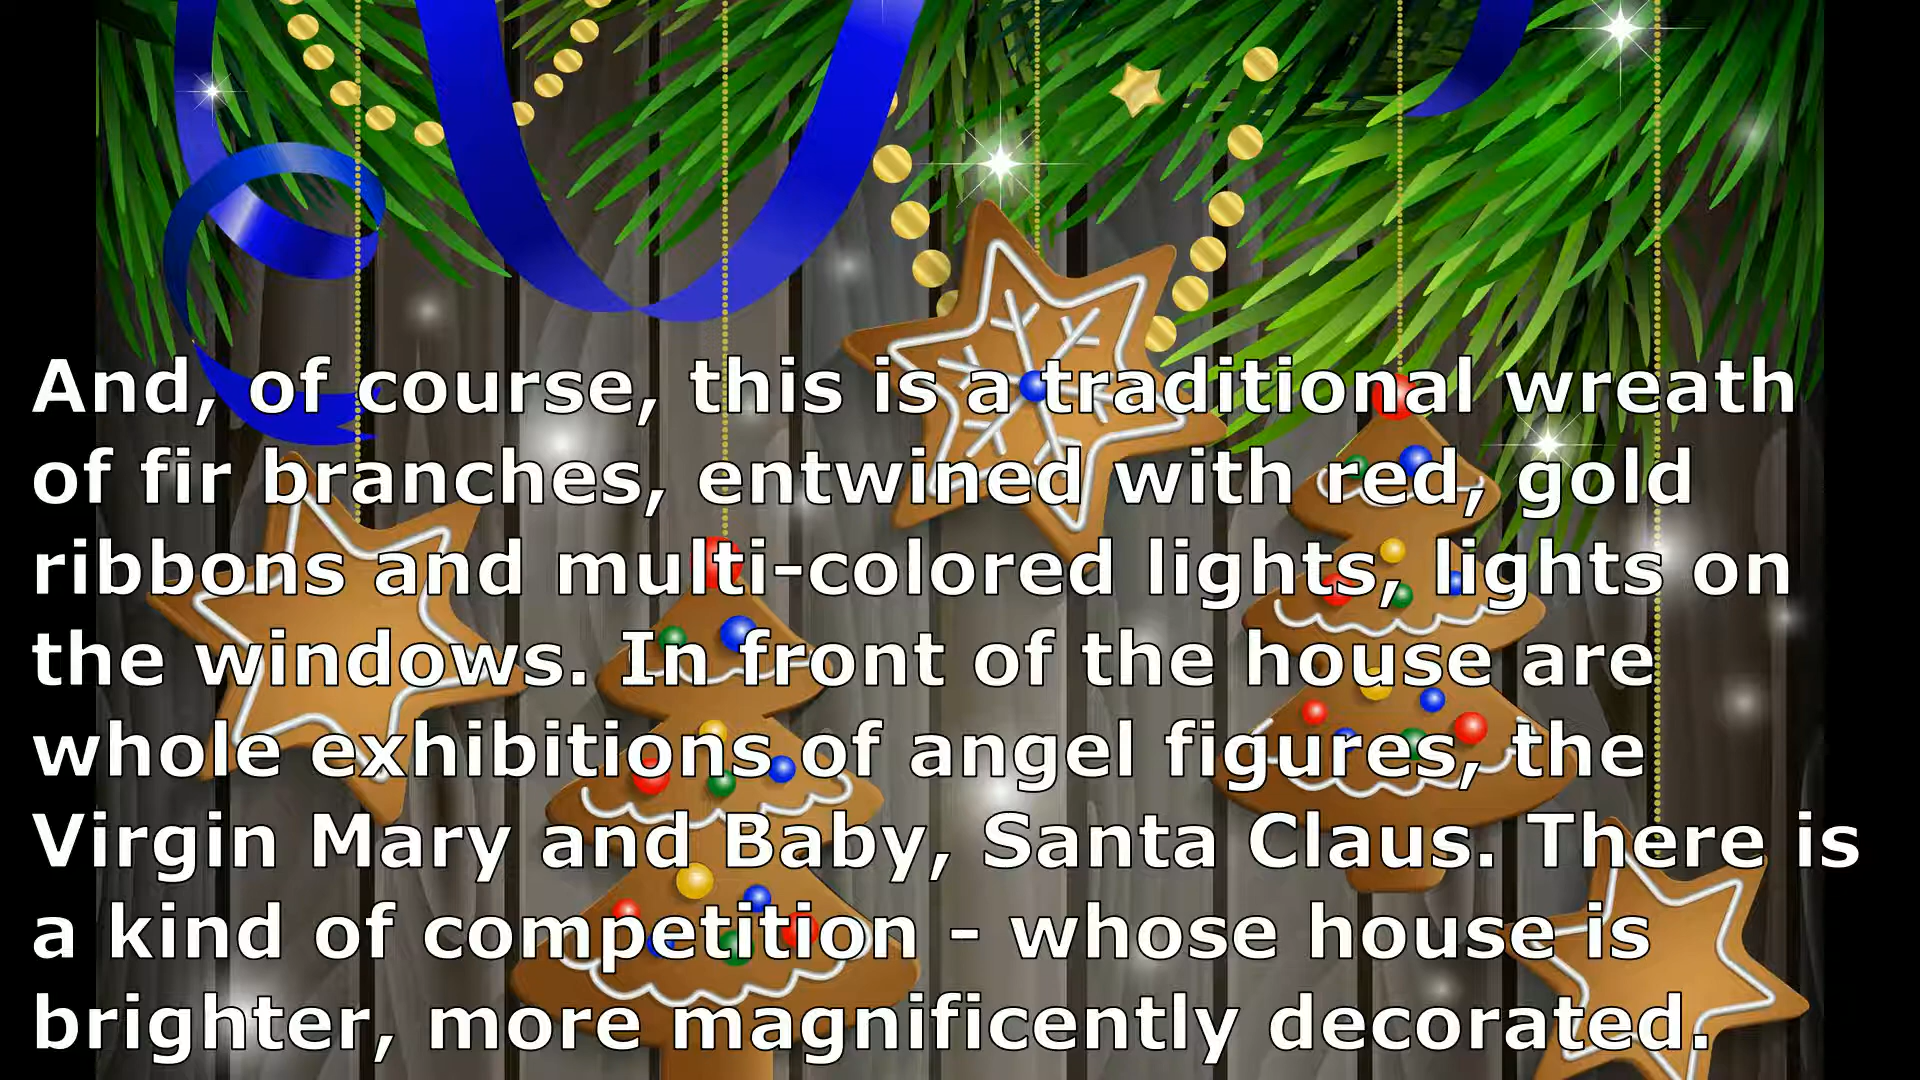 And, of course, this is a traditional wreath
of fir branches, entwined with red, gold
ribbons and multi-colored lights, lights on
the windows. In front of the house are
whole exhibitions of angel figures, the
Virgin Mary and Baby, Santa Claus. There is
a kind of competition - whose house is
brighter, more magnificently decorated.